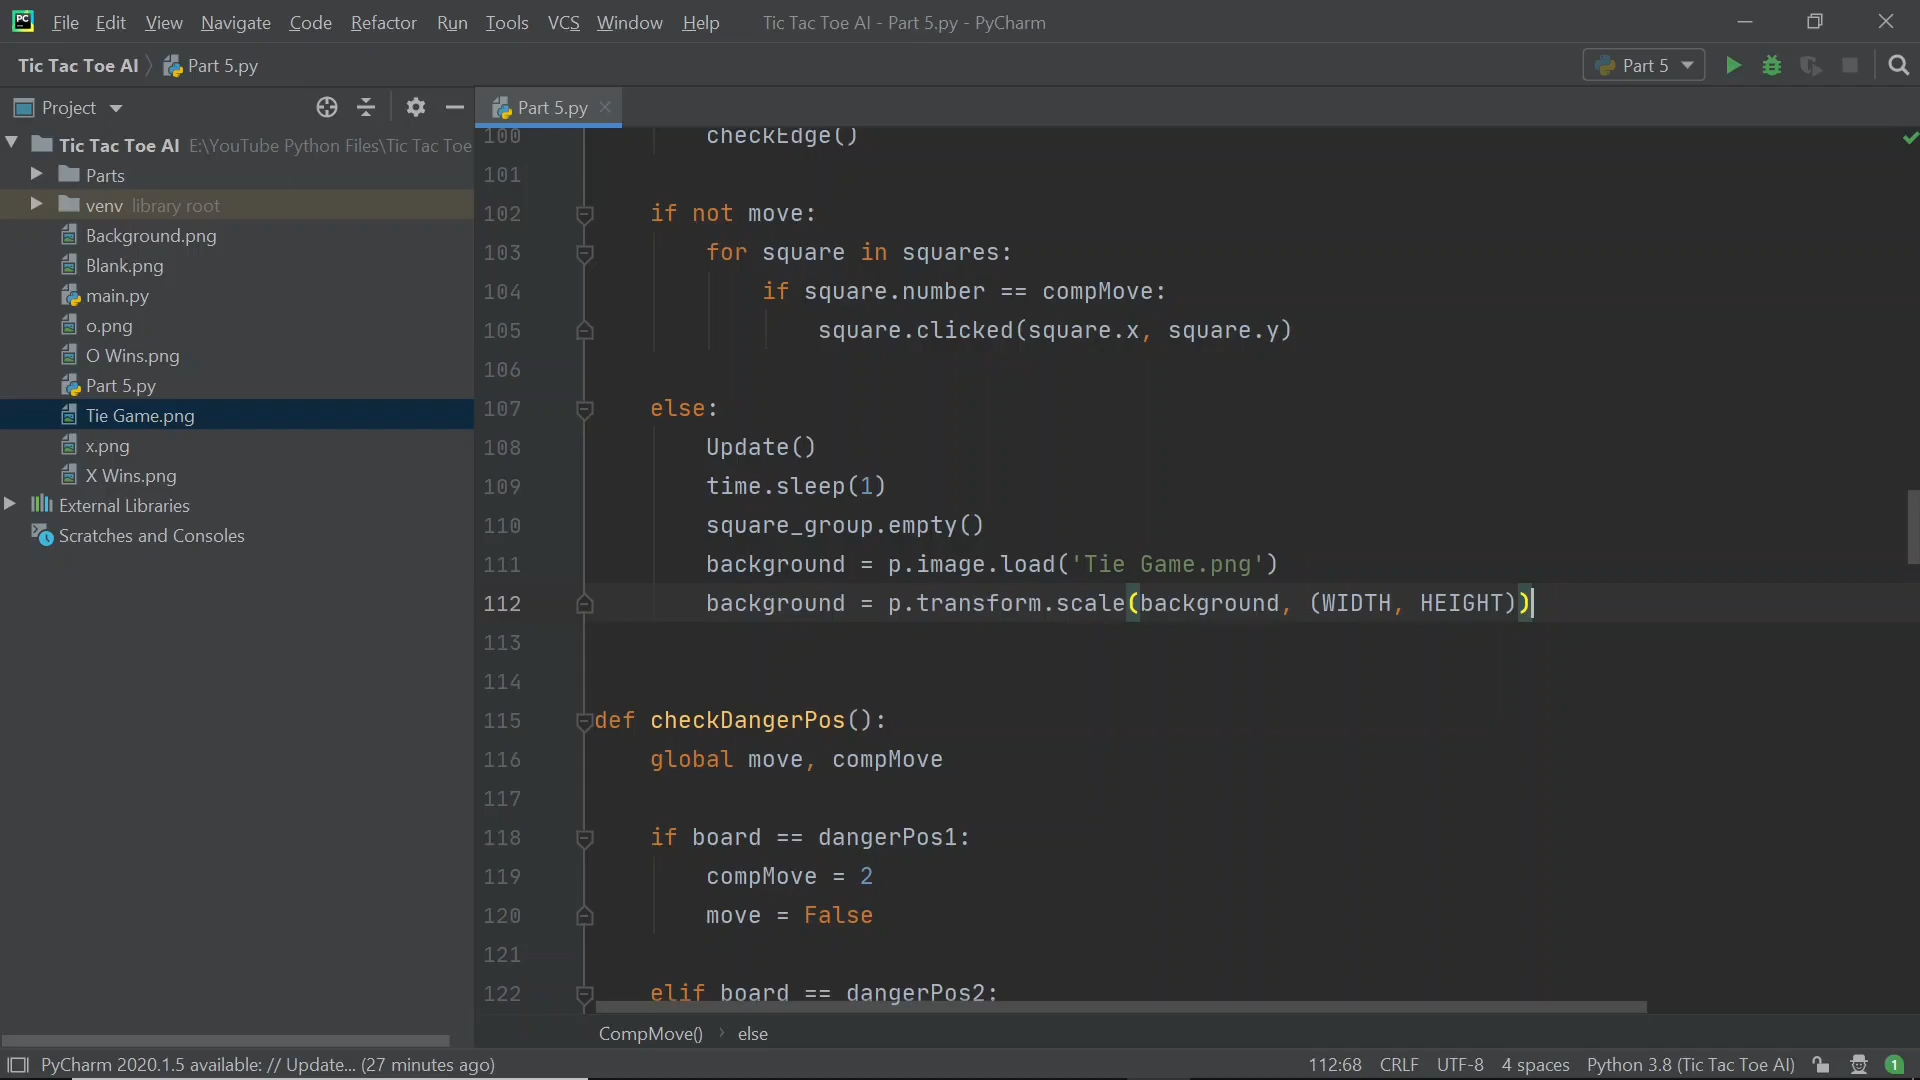 PC File Edit View Navigate Code Refactor Run Tools VCS Window Help Tic Tac Toe AI - Part 5.py - PyCharm
Tic Tac Toe AI Part 5.py Part 5
Project Part 5.py
Tic Tac Toe AI E:\YouTube Python Files\Tic Tac Toe
Parts
venv library root
Background.png
Blank.png
main.py
o.png
O Wins.png
Part 5.py
Tie Game.png
x.png
X Wins.png
External Libraries
Scratches and Consoles
100 checkEdge()
101
102 if not move:
103 for square in squares:
104 if square.number == compMove:
105 square.clicked(square.x, square.y)
106
107 else:
108 Update()
109 time.sleep(1)
110 square_group.empty()
111 background = p.image.load('Tie Game.png')
112 background = p.transform.scale(background, (WIDTH, HEIGHT))
113
114
115 def checkDangerPos():
116 global move, compMove
117
118 if board == dangerPos1:
119 compMove = 2
120 move = False
121
122 elif board == dangerPos2:
CompMove() › else
PyCharm 2020.1.5 available: // Update... (27 minutes ago) 112:68 CRLF UTF-8 4 spaces Python 3.8 (Tic Tac Toe AI) 1